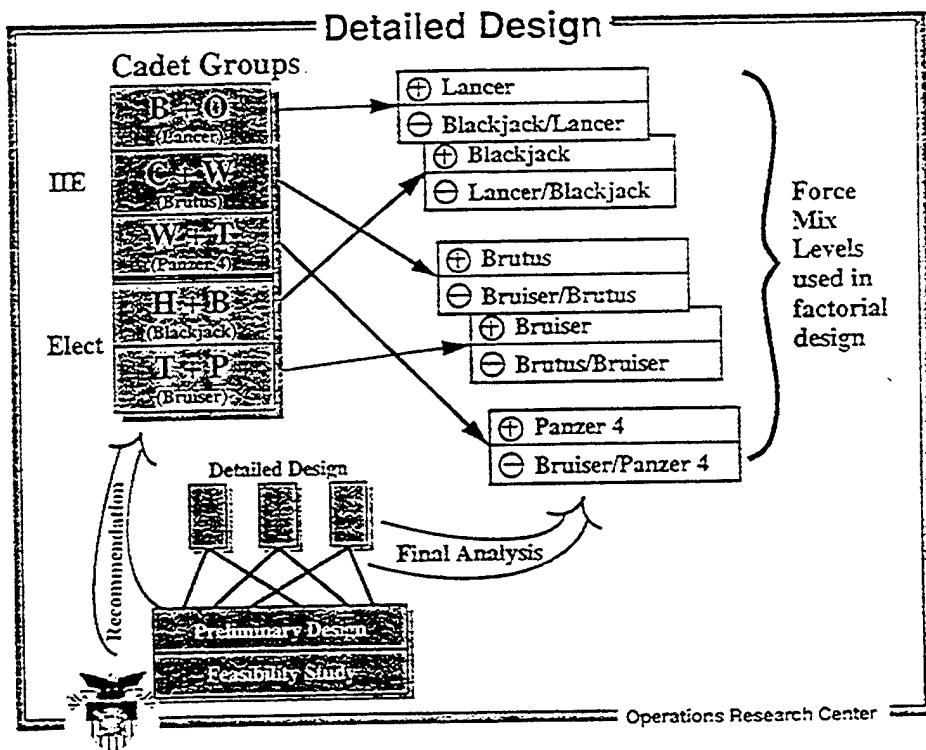 Detailed Design
Cadet Groups
B + O
(Lancer)
IIE
C + W
(Brutus)
W + T
(Panzer 4)
H + B
(Blackjack)
Elect
T + P
(Bruiser)
⊕ Lancer
⊖ Blackjack/Lancer
⊕ Blackjack
⊖ Lancer/Blackjack
⊕ Brutus
⊖ Bruiser/Brutus
⊕ Bruiser
⊖ Brutus/Bruiser
⊕ Panzer 4
⊖ Bruiser/Panzer 4
Force
Mix
Levels
used in
factorial
design
Detailed Design
Final Analysis
Recommendation
Preliminary Design
Feasibility Study
Operations Research Center